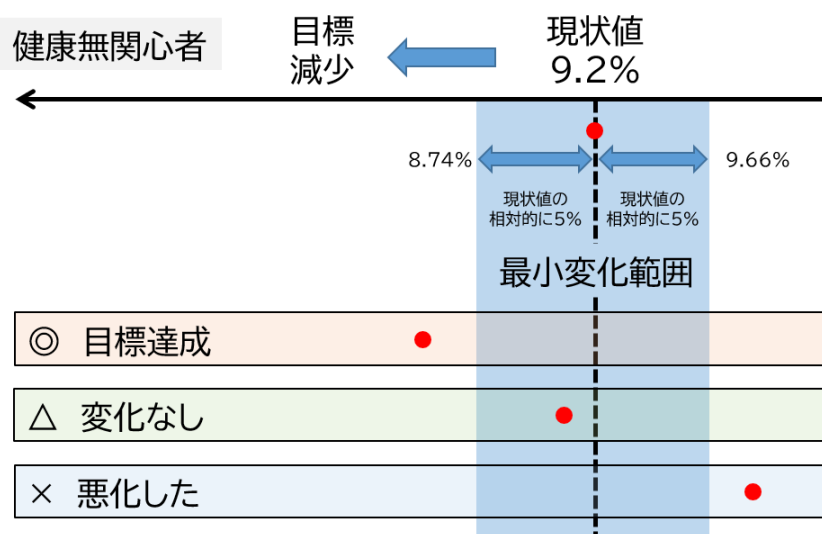 健康無関心者
目標
減少
現状値
9.2%
8.74%
9.66%
現状値の
相対的に5%
現状値の
相対的に5%
最小変化範囲
◎ 目標達成
△ 変化なし
× 悪化した